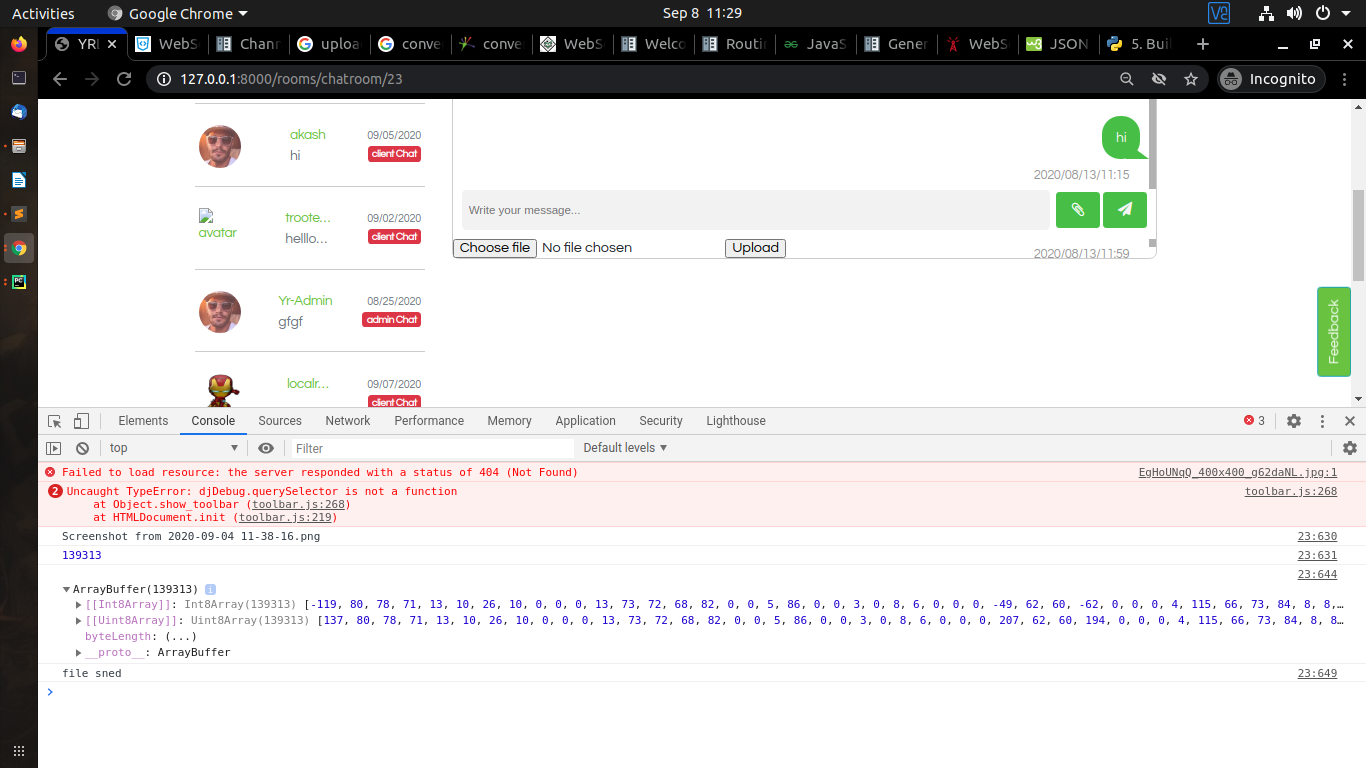 Activities
Google Chrome
Sep 8 11:29
YRL
WebS
Chann
uploa
conve
conve
WebS
Welco
Routin
JavaS
Gener
WebS
JSON
5. Buil
127.0.0.1:8000/rooms/chatroom/23
Incognito
akash
09/05/2020
hi
client Chat
avatar
troote...
09/02/2020
helllo...
client Chat
Yr-Admin
08/25/2020
gfgf
admin Chat
localr...
09/07/2020
client Chat
hi
2020/08/13/11:15
Write your message...
Choose file No file chosen
Upload
2020/08/13/11:59
Feedback
Elements
Console
Sources
Network
Performance
Memory
Application
Security
Lighthouse
3
top
Filter
Default levels
Failed to load resource: the server responded with a status of 404 (Not Found)
EgHoUNqQ_400x400_g62daNL.jpg:1
2 Uncaught TypeError: djDebug.querySelector is not a function
toolbar.js:268
at Object.show_toolbar (toolbar.js:268)
at HTMLDocument.init (toolbar.js:219)
Screenshot from 2020-09-04 11-38-16.png
23:630
139313
23:631
23:644
ArrayBuffer(139313) i
[[Int8Array]]: Int8Array(139313) [-119, 80, 78, 71, 13, 10, 26, 10, 0, 0, 0, 13, 73, 72, 68, 82, 0, 0, 5, 86, 0, 0, 3, 0, 8, 6, 0, 0, 0, -49, 62, 60, -62, 0, 0, 0, 4, 115, 66, 73, 84, 8, 8,…
[[Uint8Array]]: Uint8Array(139313) [137, 80, 78, 71, 13, 10, 26, 10, 0, 0, 0, 13, 73, 72, 68, 82, 0, 0, 5, 86, 0, 0, 3, 0, 8, 6, 0, 0, 0, 207, 62, 60, 194, 0, 0, 0, 4, 115, 66, 73, 84, 8, 8…
byteLength: (...)
__proto__: ArrayBuffer
file sned
23:649